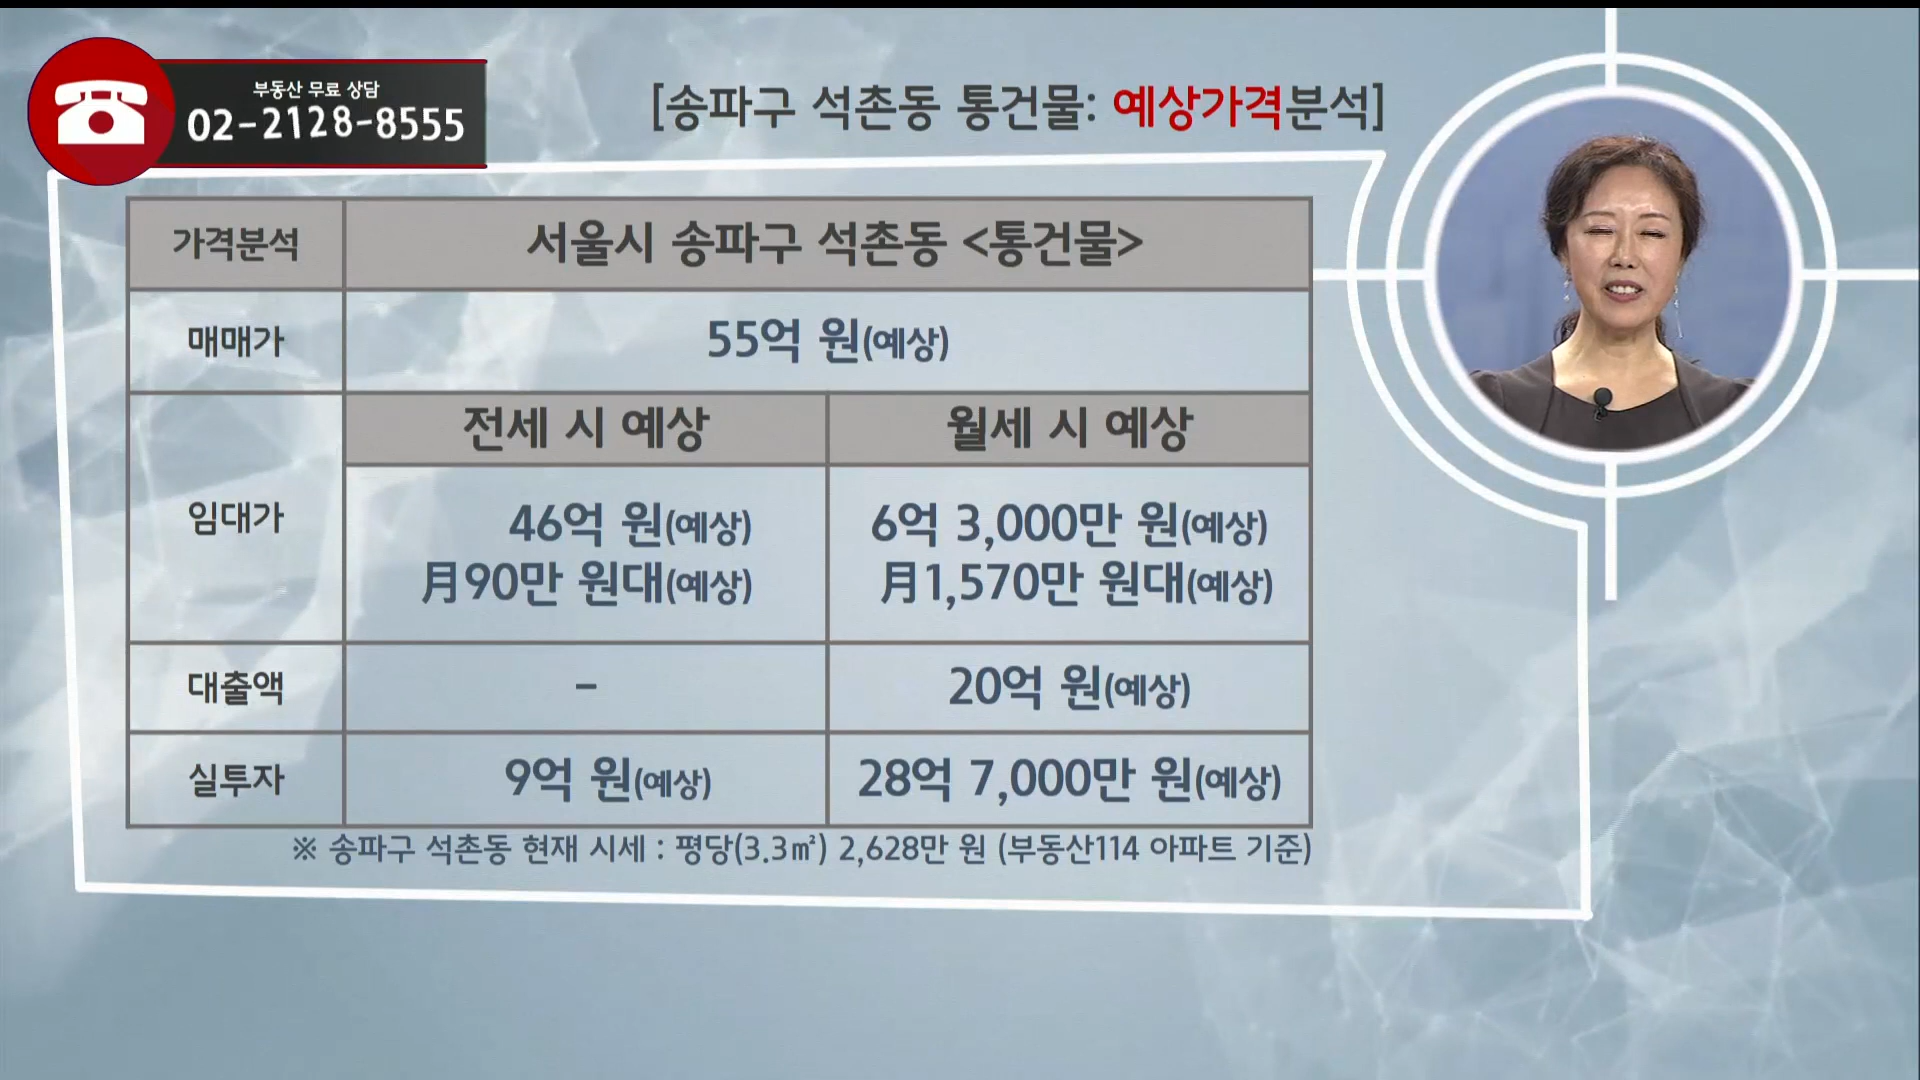 부동산 무료 상담
02-2128-8555
[송파구 석촌동 통건물: 예상가격분석]
가격분석 서울시 송파구 석촌동 <통건물>
매매가 55억 원(예상)
전세 시 예상 월세 시 예상
임대가
46억 원(예상) 6억 3,000만 원(예상)
月90만 원대(예상) 月1,570만 원대(예상)
대출액 - 20억 원(예상)
실투자 9억 원(예상) 28억 7,000만 원(예상)
※ 송파구 석촌동 현재 시세 : 평당(3.3㎡) 2,628만 원 (부동산114 아파트 기준)